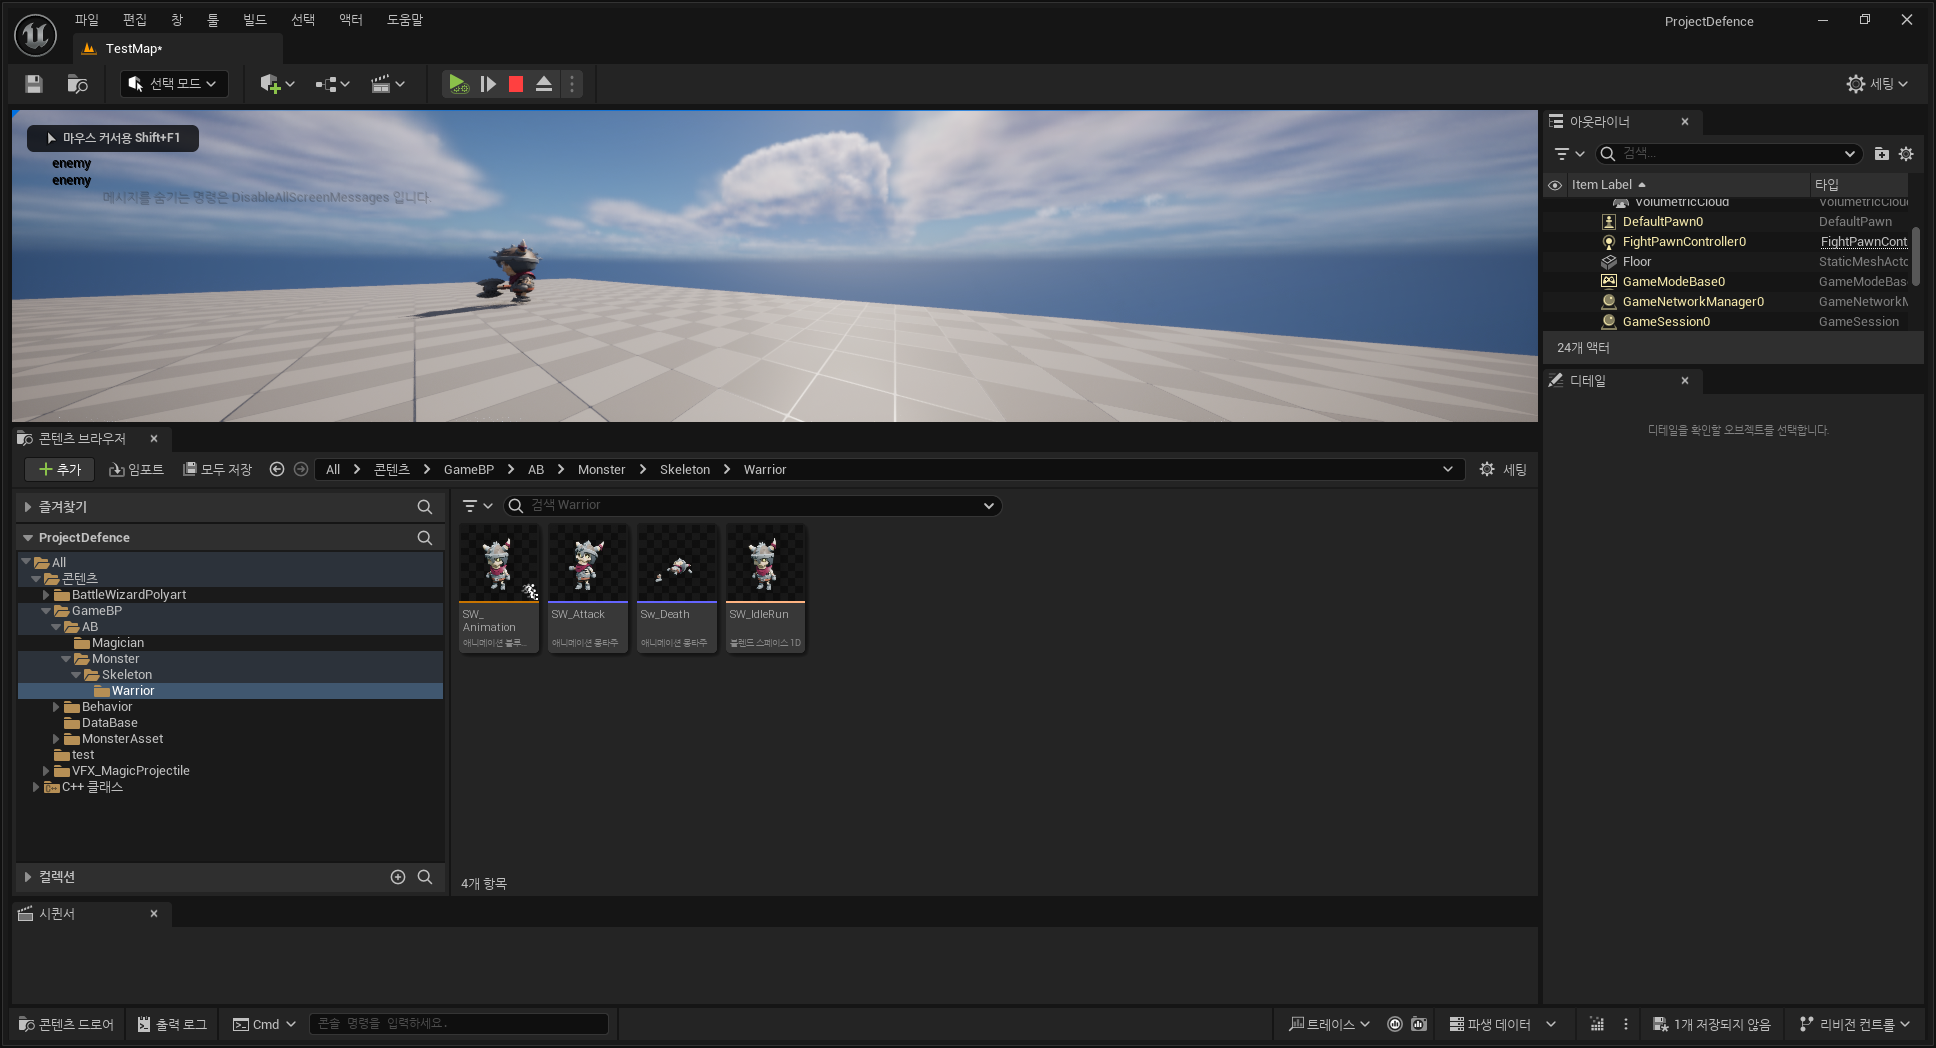 파일 편집 창 툴 빌드 선택 액터 도움말
ProjectDefence
TestMap*
선택 모드
세팅
마우스 커서용 Shift+F1
enemy
enemy
메시지를 숨기는 명령은 DisableAllScreenMessages 입니다.
아웃라이너
검색...
Item Label 타입
VolumetricCloud VolumetricClou
DefaultPawn0 DefaultPawn
FightPawnController0 FightPawnCont
Floor StaticMeshActo
GameModeBase0 GameModeBas
GameNetworkManager0 GameNetworkM
GameSession0 GameSession
24개 액터
디테일
디테일을 확인할 오브젝트를 선택합니다.
콘텐츠 브라우저
추가 임포트 모두 저장 All 콘텐츠 GameBP AB Monster Skeleton Warrior 세팅
즐겨찾기
ProjectDefence
All
콘텐츠
BattleWizardPolyart
GameBP
AB
Magician
Monster
Skeleton
Warrior
Behavior
DataBase
MonsterAsset
test
VFX_MagicProjectile
C++ 클래스
컬렉션
검색 Warrior
SW_
Animation
애니메이션 블루...
SW_Attack
애니메이션 몽타주
Sw_Death
애니메이션 몽타주
SW_IdleRun
블렌드 스페이스 1D
4개 항목
시퀀서
콘텐츠 드로어 출력 로그 Cmd 콘솔 명령을 입력하세요. 트레이스 파생 데이터 1개 저장되지 않음 리비전 컨트롤